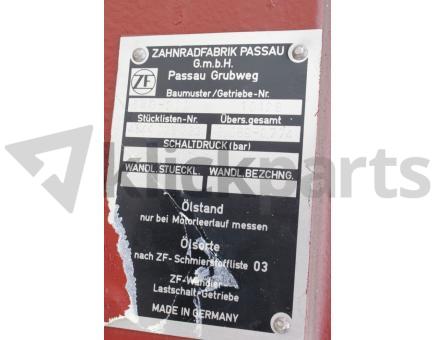 ZAHNRADFABRIK PASSAU
G.m.b.H.
Passau Grubweg
ZF
Baumuster/Getriebe-Nr.
Stücklisten-Nr. Übers.gesamt
SCHALTDRUCK (bar)
WANDL.STUECKL. WANDL.BEZCHNG.
klickparts
Ölstand
nur bei Motorleerlauf messen
Ölsorte
nach ZF-Schmierstoffliste 03
ZF-Wandler
Lastschalt-Getriebe
MADE IN GERMANY